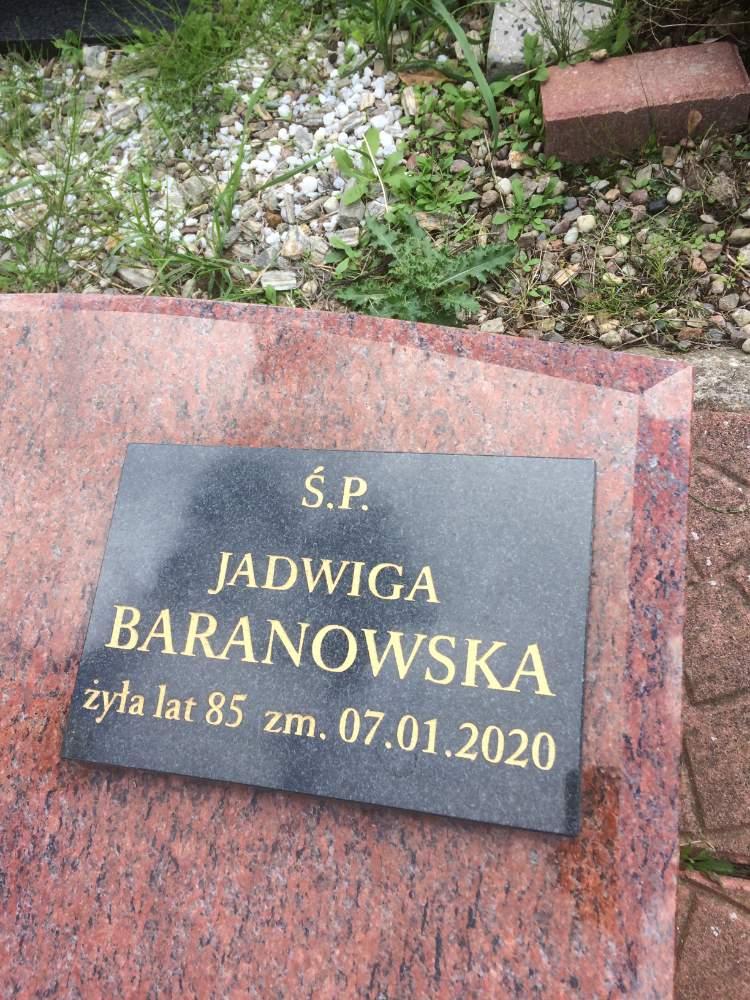 Ś.P.
JADWIGA
BARANOWSKA
żyła lat 85 zm. 07.01.2020